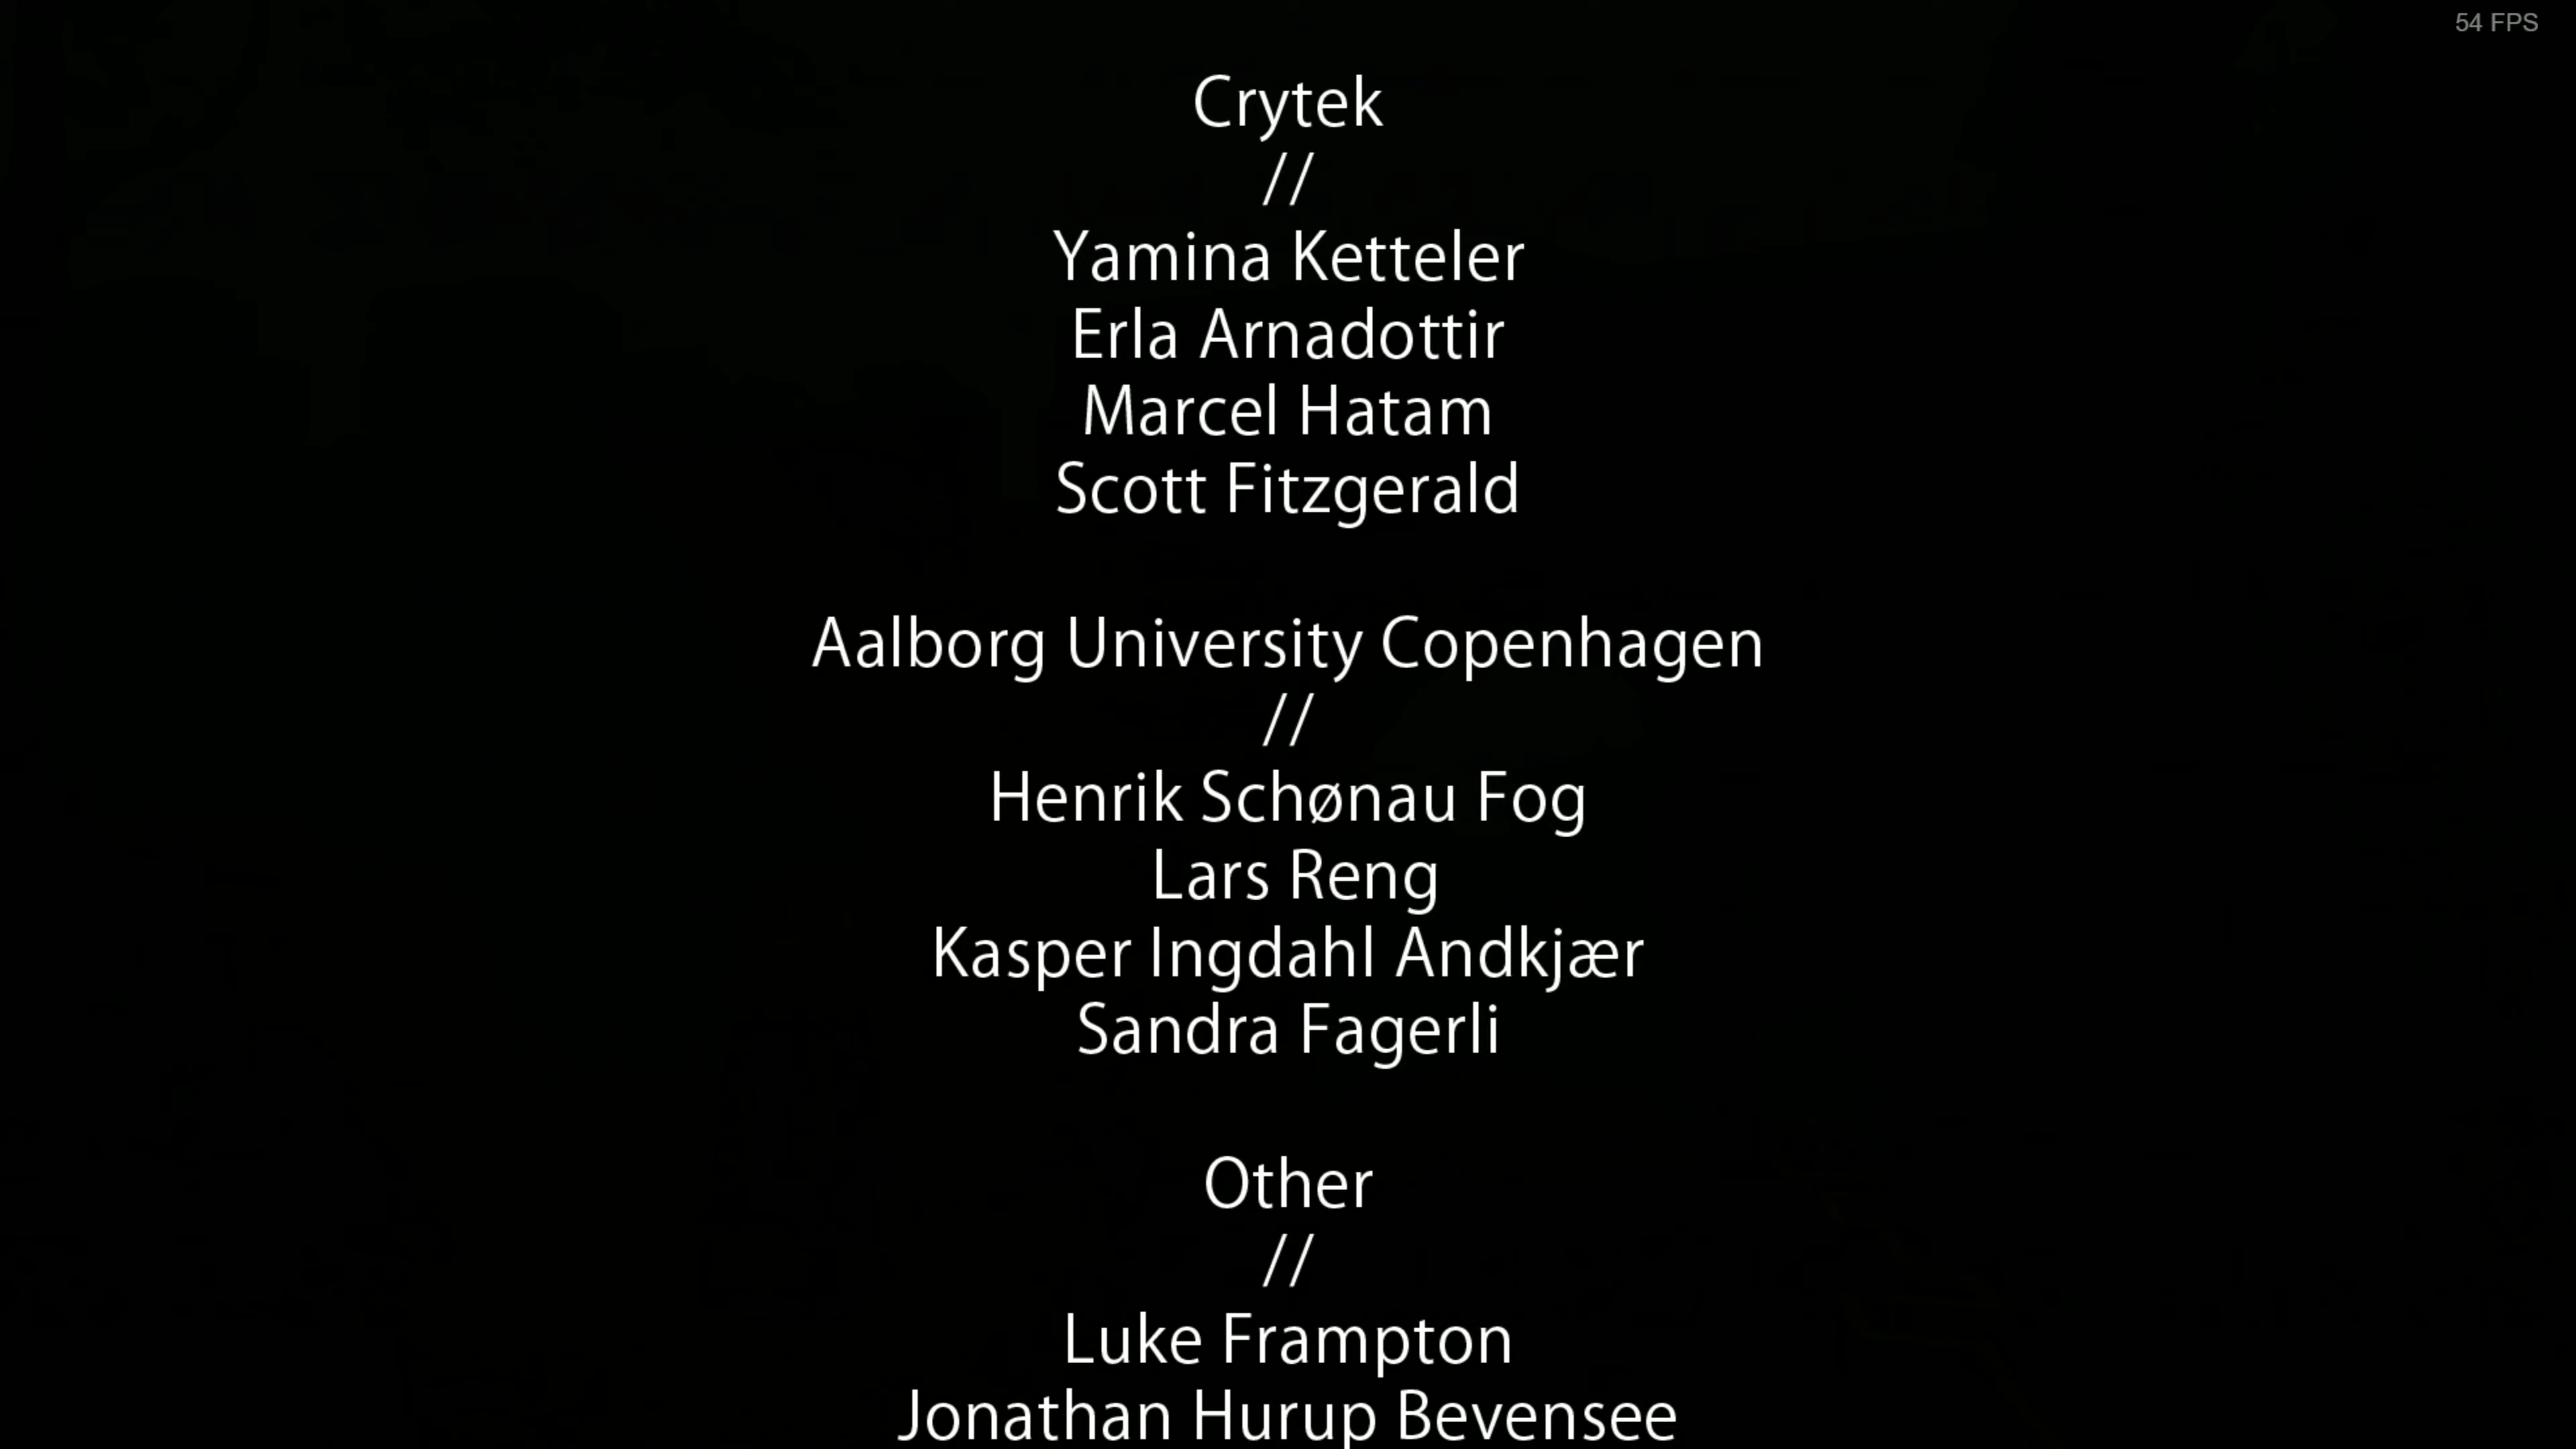 54 FPS
Crytek
//
Yamina Ketteler
Erla Arnadottir
Marcel Hatam
Scott Fitzgerald
Aalborg University Copenhagen
//
Henrik Schønau Fog
Lars Reng
Kasper Ingdahl Andkjær
Sandra Fagerli
Other
//
Luke Frampton
Jonathan Hurup Bevensee